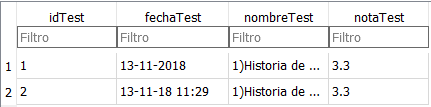 idTest fechaTest nombreTest notaTest
Filtro Filtro Filtro Filtro
1 1 13-11-2018 1)Historia de ... 3.3
2 2 13-11-18 11:29 1)Historia de ... 3.3